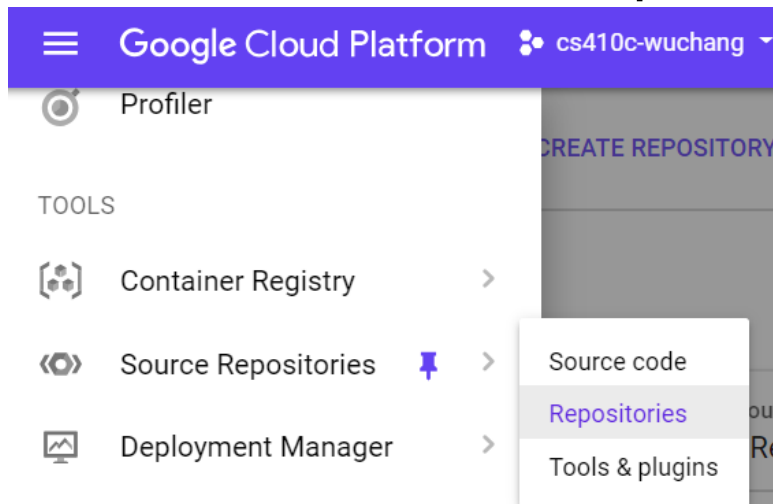 Google Cloud Platform cs410c-wuchang
Profiler
CREATE REPOSITORY
TOOLS
Container Registry
Source Repositories
Source code
Repositories
Deployment Manager
Tools & plugins